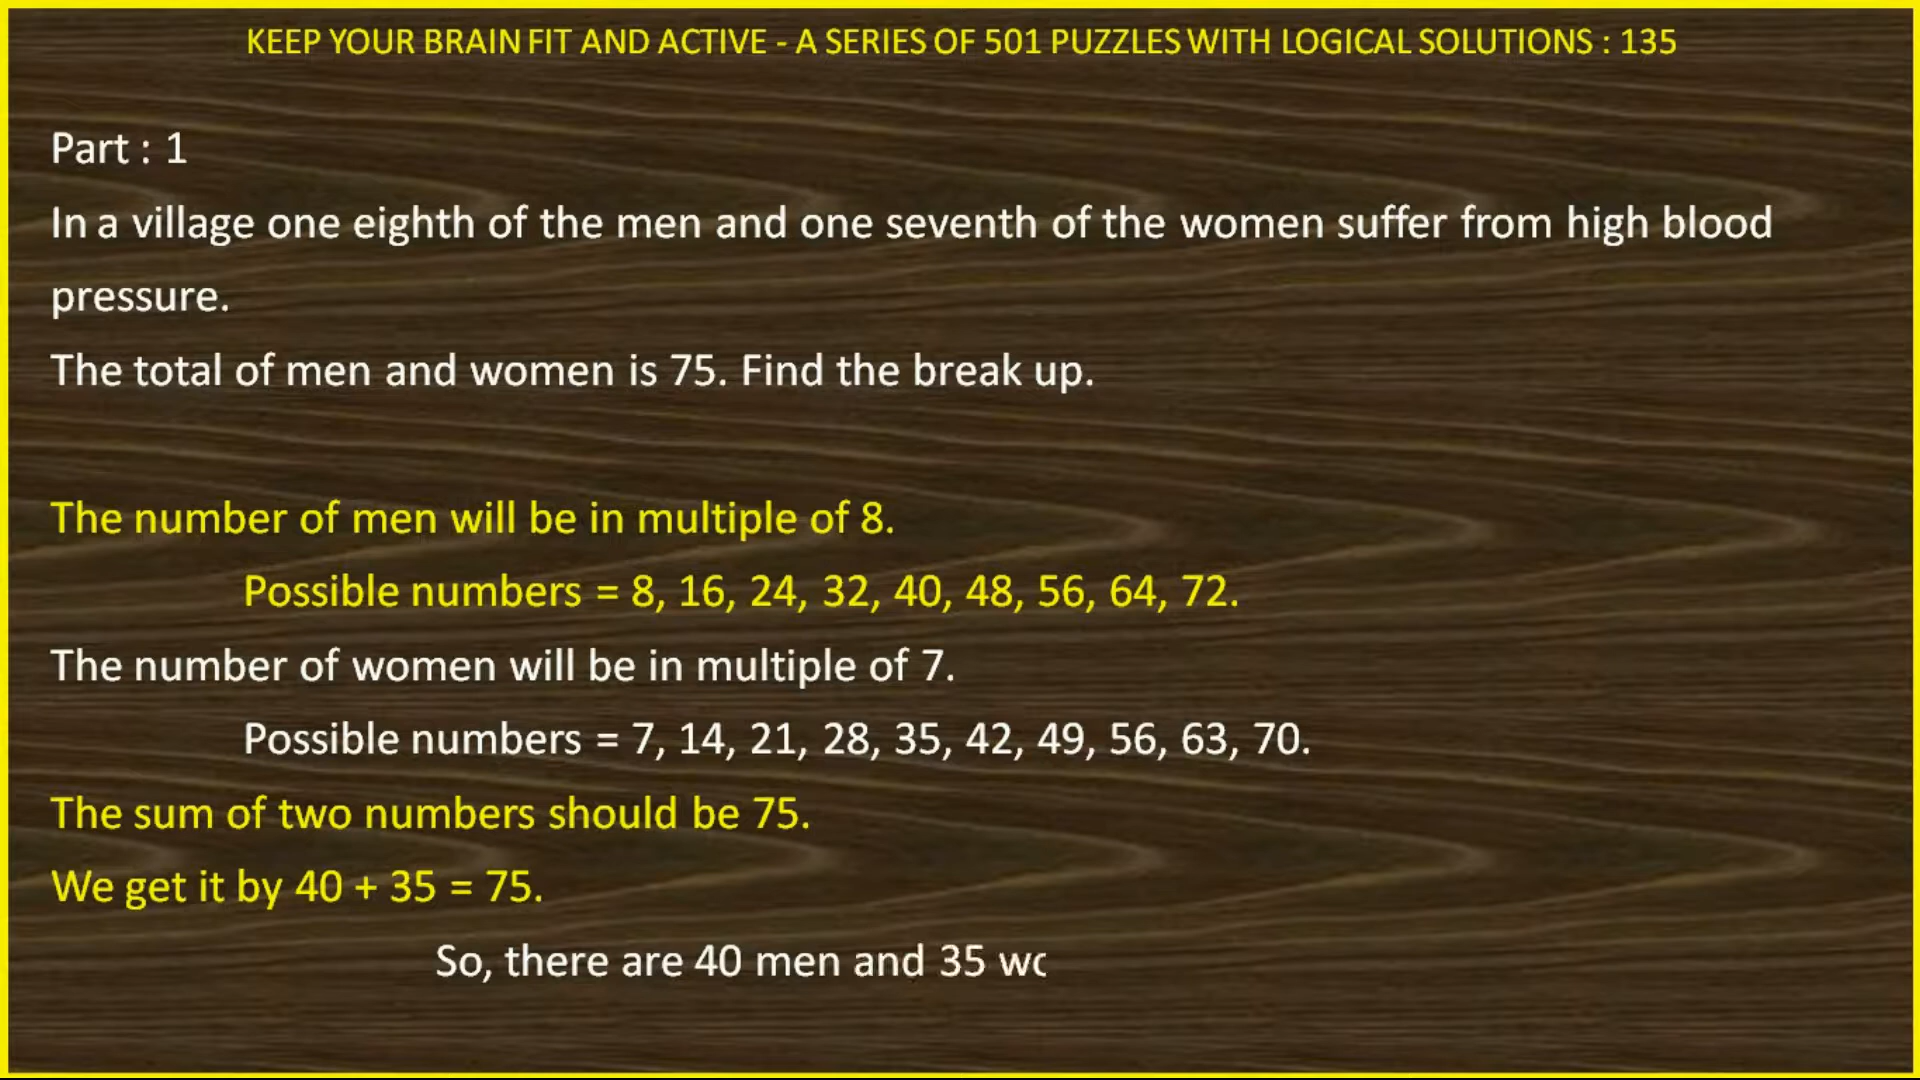 KEEP YOUR BRAIN FIT AND ACTIVE - A SERIES OF 501 PUZZLES WITH LOGICAL SOLUTIONS : 135
Part : 1
In a village one eighth of the men and one seventh of the women suffer from high blood
pressure.
The total of men and women is 75. Find the break up.
The number of men will be in multiple of 8.
Possible numbers = 8, 16, 24, 32, 40, 48, 56, 64, 72.
The number of women will be in multiple of 7.
Possible numbers = 7, 14, 21, 28, 35, 42, 49, 56, 63, 70.
The sum of two numbers should be 75.
We get it by 40 + 35 = 75.
So, there are 40 men and 35